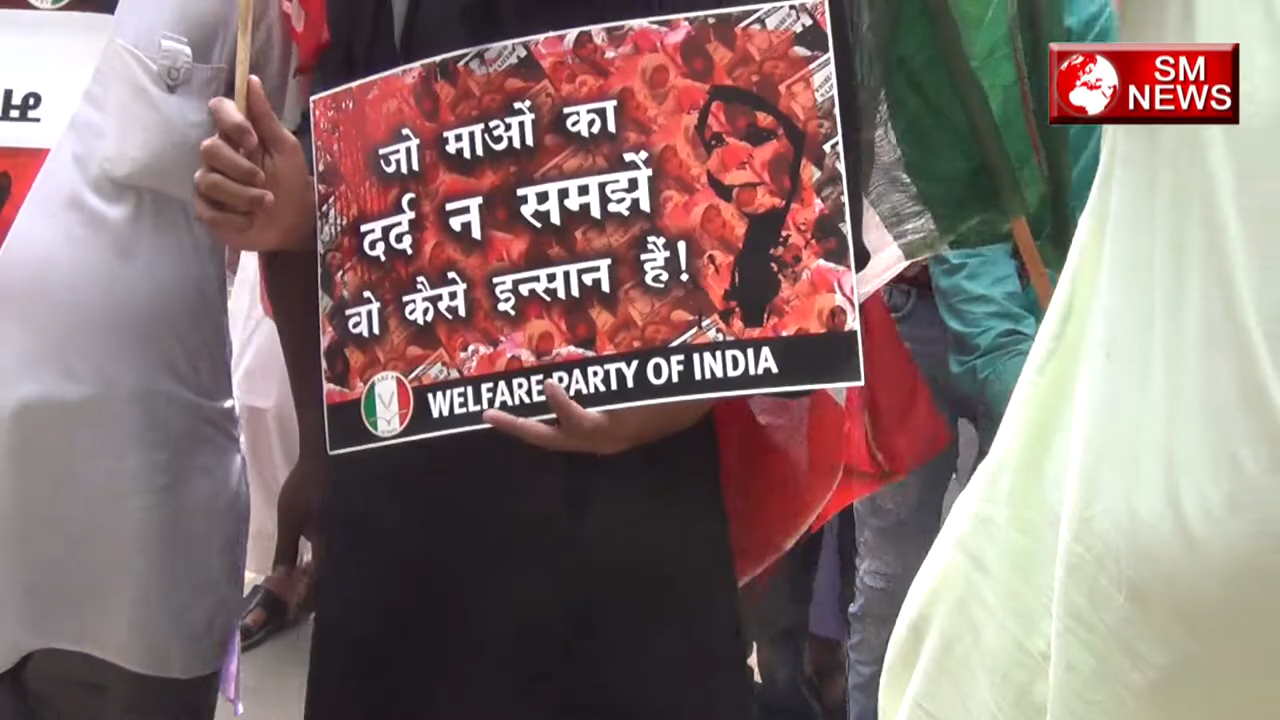 जो माओं का
दर्द न समझें
वो कैसे इन्सान हैं!
WELFARE PARTY OF INDIA
SM
NEWS